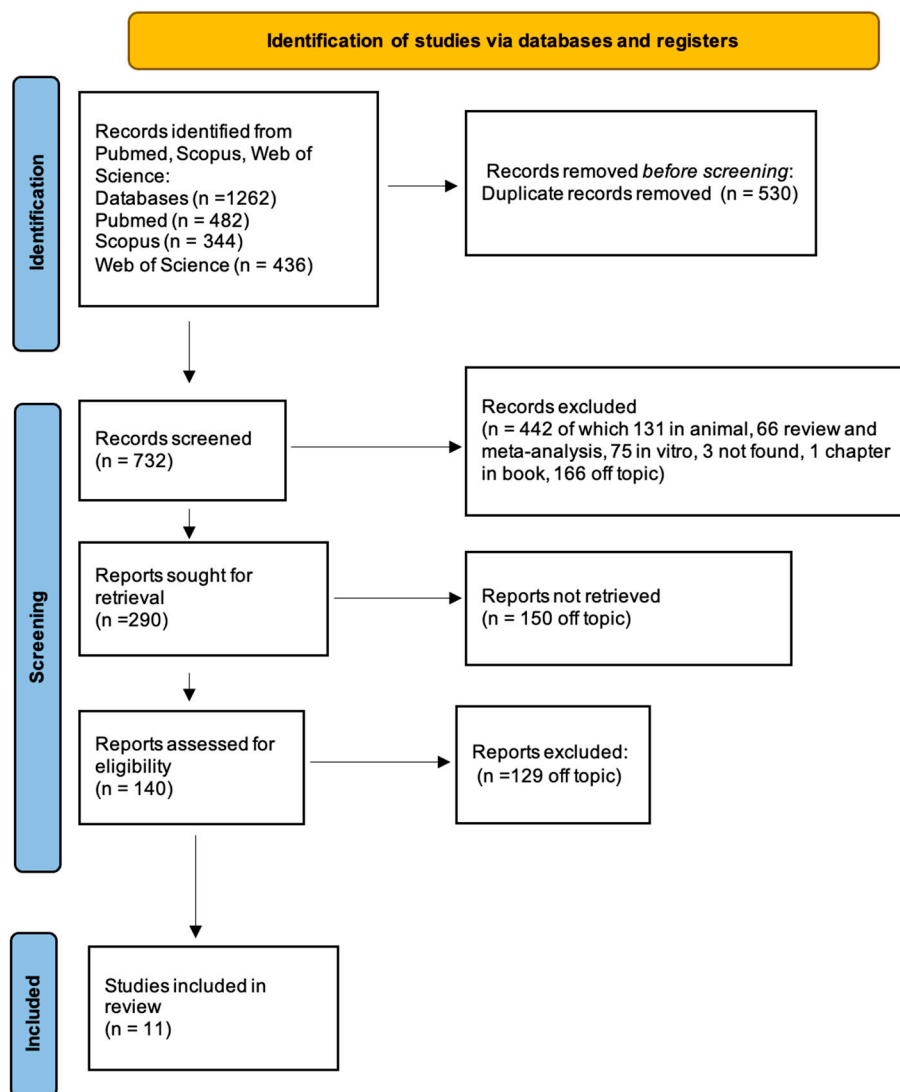 Identification of studies via databases and registers
Identification
Records identified from
Pubmed, Scopus, Web of
Science:
Databases (n =1262)
Pubmed (n = 482)
Scopus (n = 344)
Web of Science (n = 436)
Records removed before screening:
Duplicate records removed (n = 530)
Screening
Records screened
(n = 732)
Records excluded
(n = 442 of which 131 in animal, 66 review and
meta-analysis, 75 in vitro, 3 not found, 1 chapter
in book, 166 off topic)
Reports sought for
retrieval
(n =290)
Reports not retrieved
(n = 150 off topic)
Reports assessed for
eligibility
(n = 140)
Reports excluded:
(n =129 off topic)
Included
Studies included in
review
(n = 11)